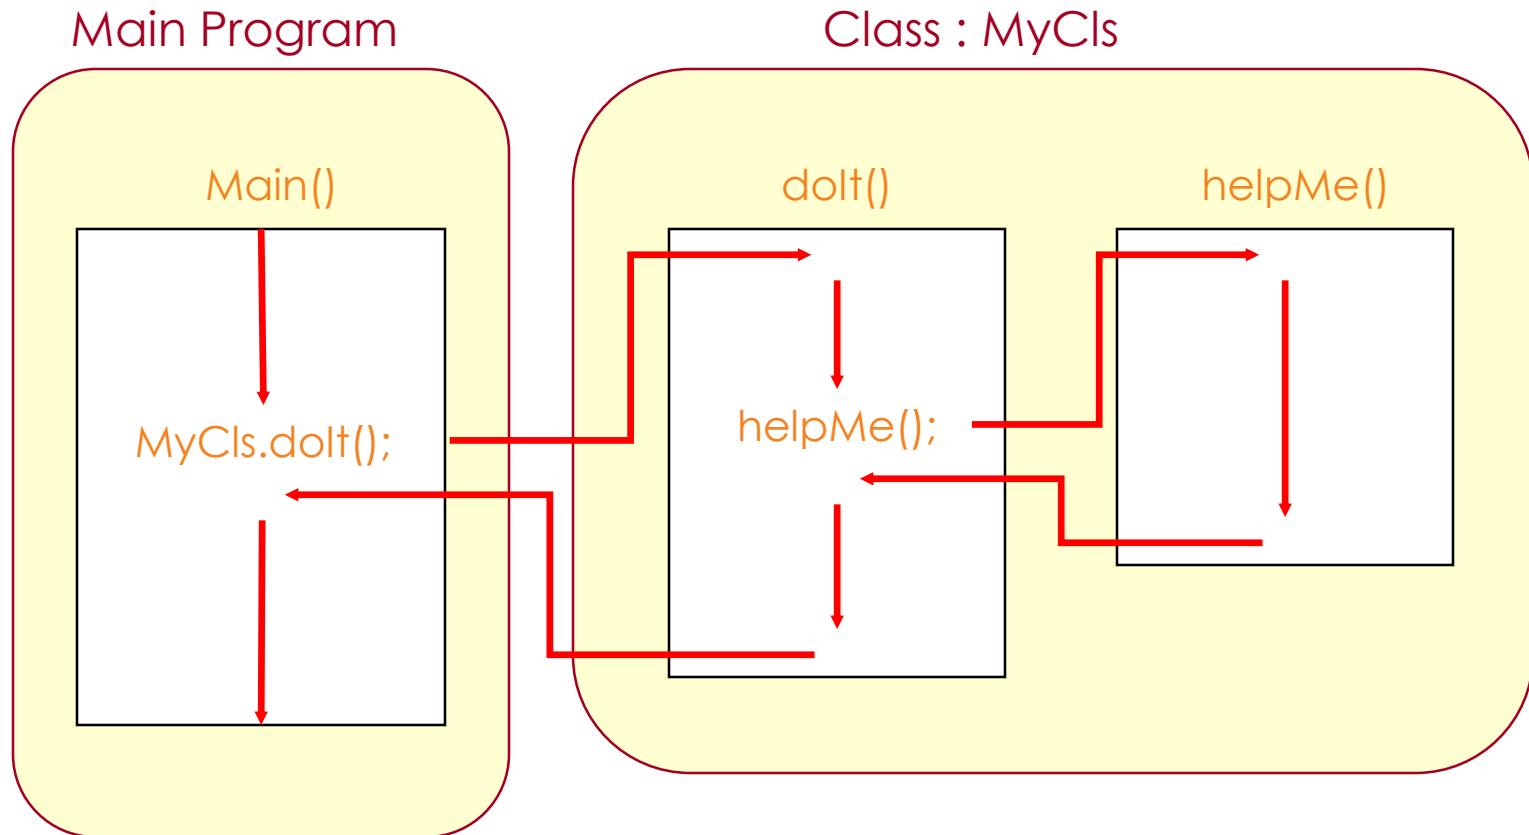 Main Program
Class : MyCls
Main()
doIt()
helpMe()
MyCls.doIt();
helpMe();